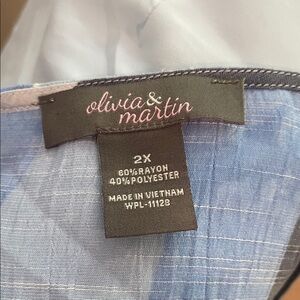 olivia &
martin
2X
60% RAYON
40% POLYESTER
MADE IN VIETNAM
WPL-11128